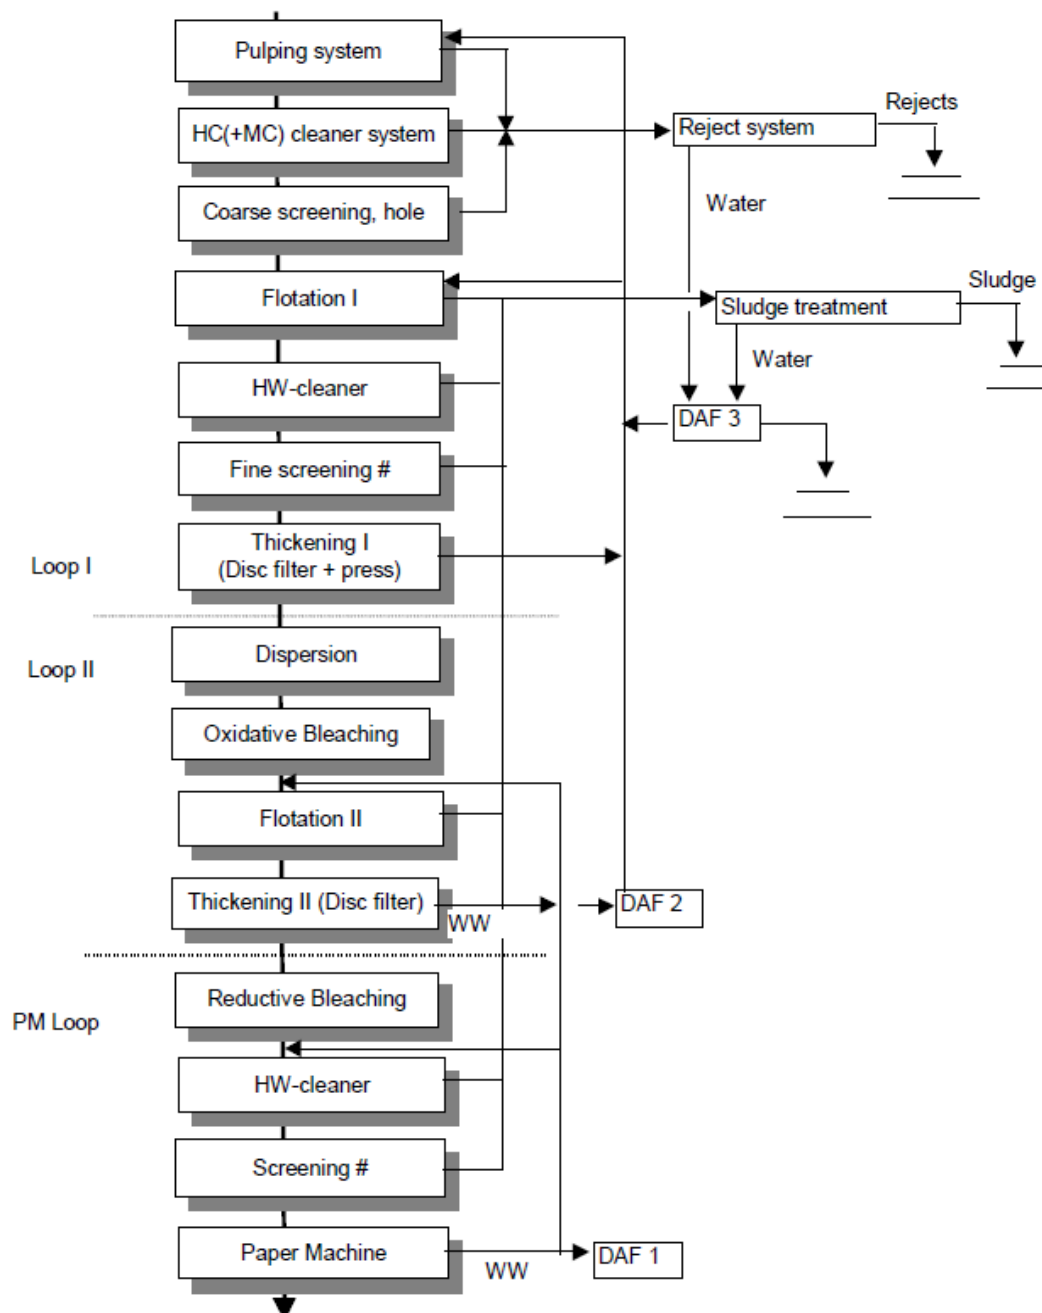 Pulping system
Rejects
HC(+MC) cleaner system
Reject system
Coarse screening, hole
Water
Flotation I
Sludge
Sludge treatment
Water
HW-cleaner
DAF 3
Fine screening #
Thickening I
(Disc filter + press)
Loop I
Dispersion
Loop II
Oxidative Bleaching
Flotation II
Thickening II (Disc filter)
WW
DAF 2
Reductive Bleaching
PM Loop
HW-cleaner
Screening #
Paper Machine
WW
DAF 1